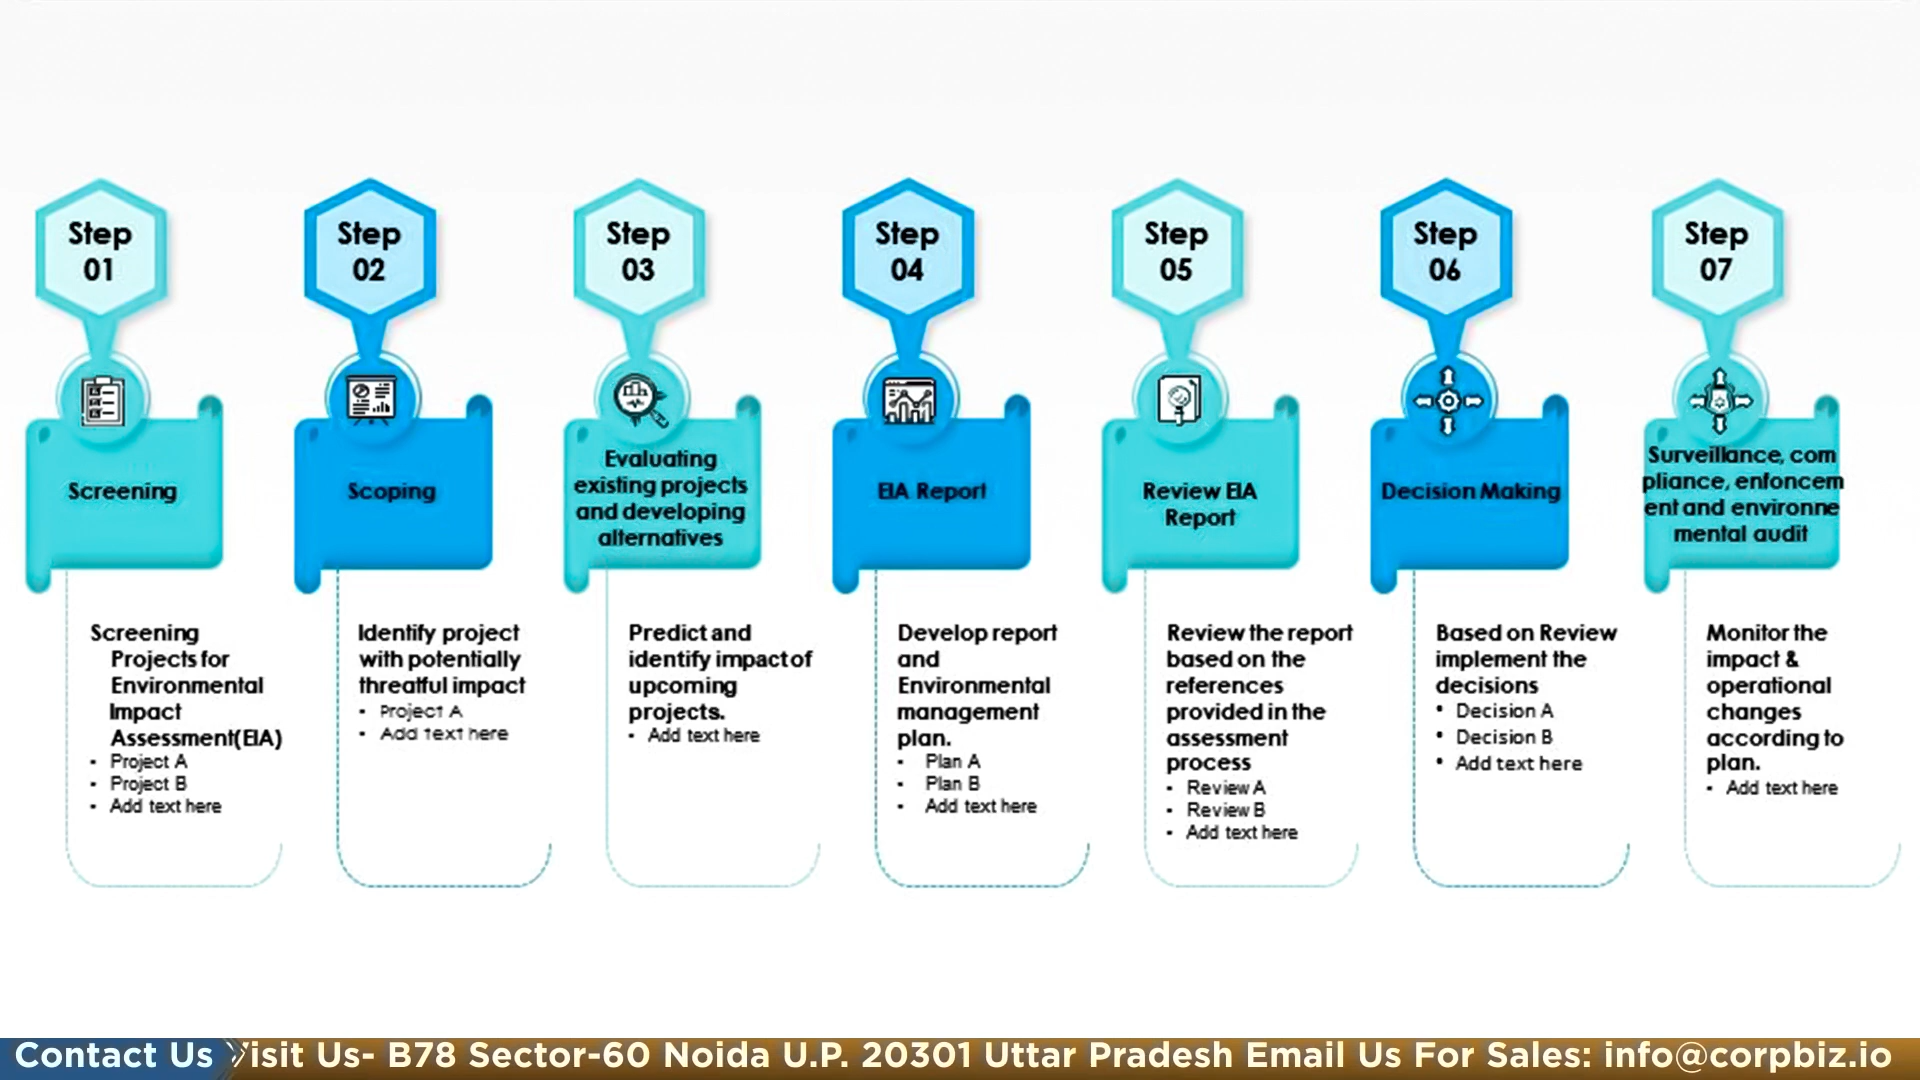 Step
01
Screening
Screening
Projects for
Environmental
Impact
Assessment(EIA)
• Project A
• Project B
• Add text here
Step
02
Scoping
Identify project
with potentially
threatful impact
• Project A
• Add text here
Step
03
Evaluating
existing projects
and developing
alternatives
Predict and
identify impact of
upcoming
projects.
• Add text here
Step
04
EIA Report
Develop report
and
Environmental
management
plan.
• Plan A
• Plan B
• Add text here
Step
05
Review EIA
Report
Review the report
based on the
references
provided in the
assessment
process
• Review A
• Review B
• Add text here
Step
06
Decision Making
Based on Review
implement the
decisions
• Decision A
• Decision B
• Add text here
Step
07
Surveillance, com
pliance, enforcem
ent and environne
mental audit
Monitor the
impact &
operational
changes
according to
plan.
• Add text here
Contact Us Visit Us- B78 Sector-60 Noida U.P. 20301 Uttar Pradesh Email Us For Sales: info@corpbiz.io